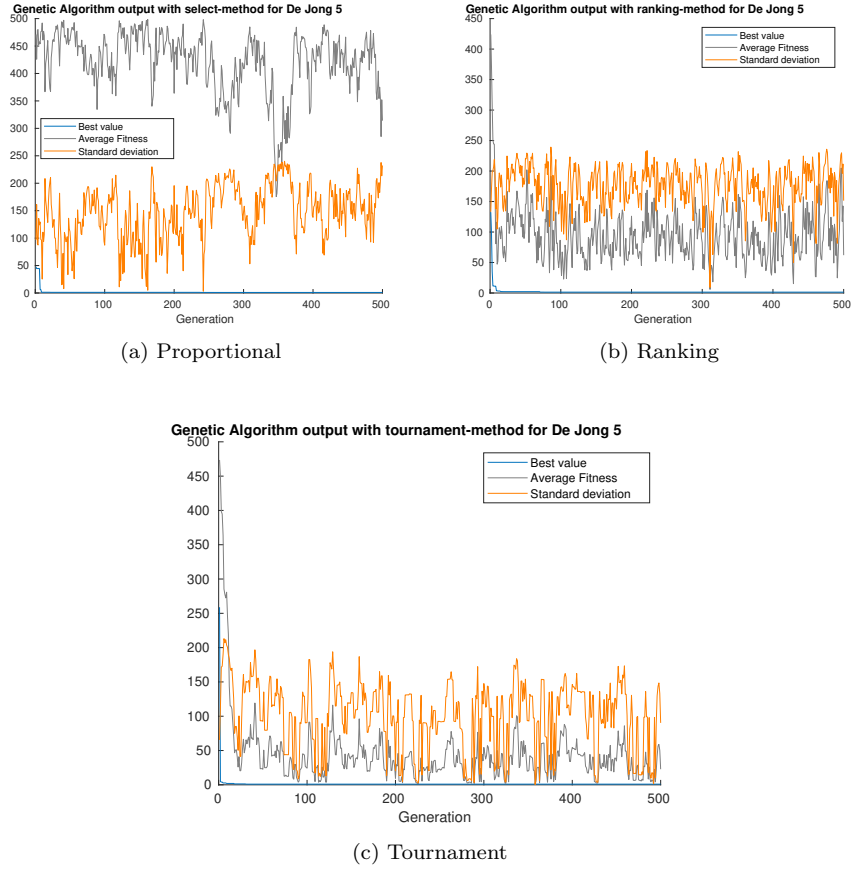 Genetic Algorithm output with select-method for De Jong 5
500
450
400
350
300
250
200
150
100
50
0
Best value
Average Fitness
Standard deviation
0 100 200 300 400 500
Generation
(a) Proportional
Genetic Algorithm output with ranking-method for De Jong 5
450
400
350
300
250
200
150
100
50
0
Best value
Average Fitness
Standard deviation
0 100 200 300 400 500
Generation
(b) Ranking
Genetic Algorithm output with tournament-method for De Jong 5
500
450
400
350
300
250
200
150
100
50
0
Best value
Average Fitness
Standard deviation
0 100 200 300 400 500
Generation
(c) Tournament